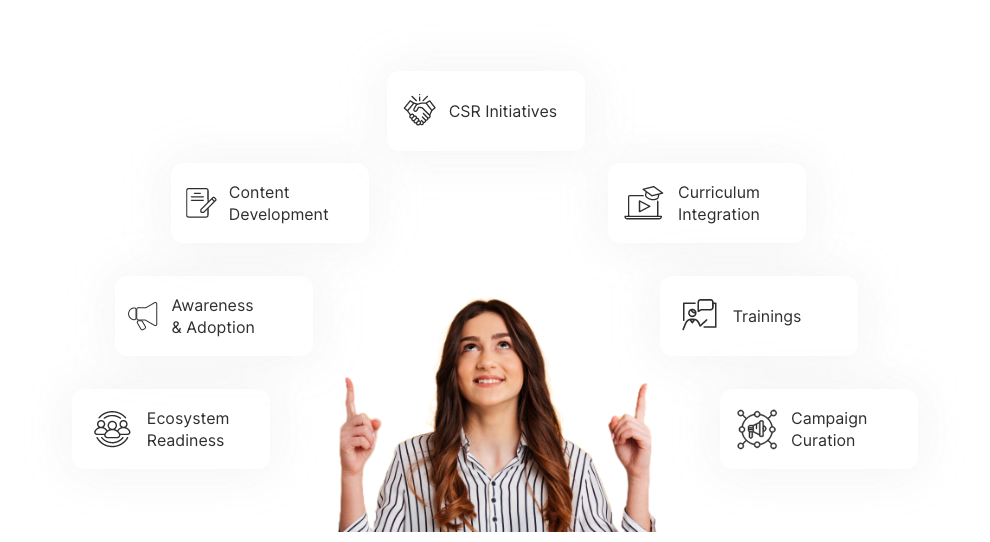 CSR Initiatives
Content
Development
Curriculum
Integration
Awareness
& Adoption
Trainings
Ecosystem
Readiness
Campaign
Curation